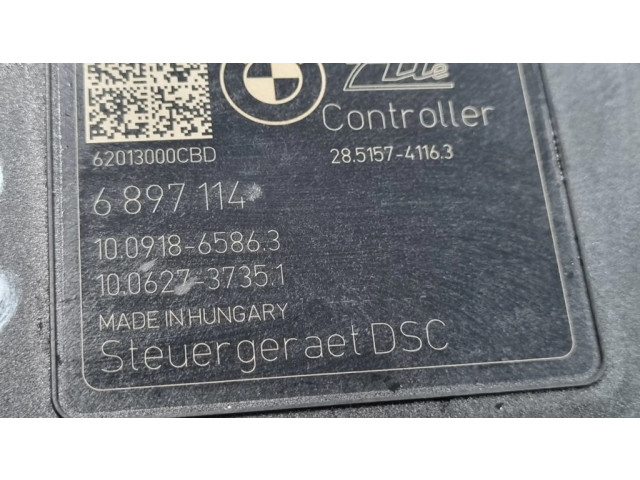 Ate
Controller
62013000CBD
28.5157-4116.3
6 897 114
10.0918-6586.3
10.0627-3735.1
MADE IN HUNGARY
Steuergeraet DSC